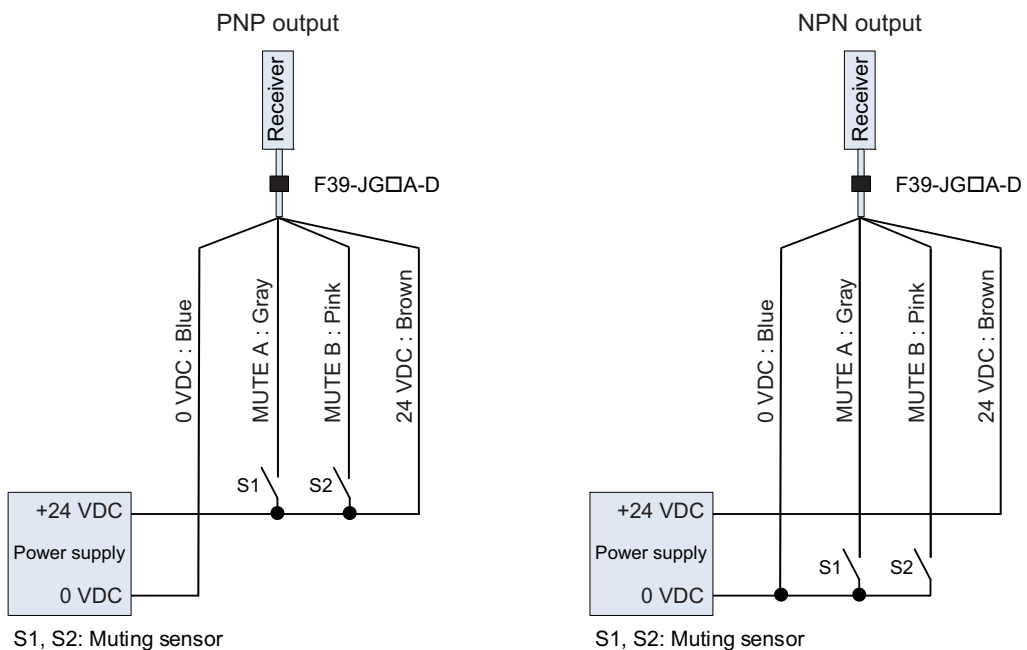 PNP output
Receiver
F39-JG□A-D
0 VDC : Blue
MUTE A : Gray
MUTE B : Pink
24 VDC : Brown
S1
S2
+24 VDC
Power supply
0 VDC
S1, S2: Muting sensor
NPN output
Receiver
F39-JG□A-D
0 VDC : Blue
MUTE A : Gray
MUTE B : Pink
24 VDC : Brown
+24 VDC
Power supply
0 VDC
S1
S2
S1, S2: Muting sensor